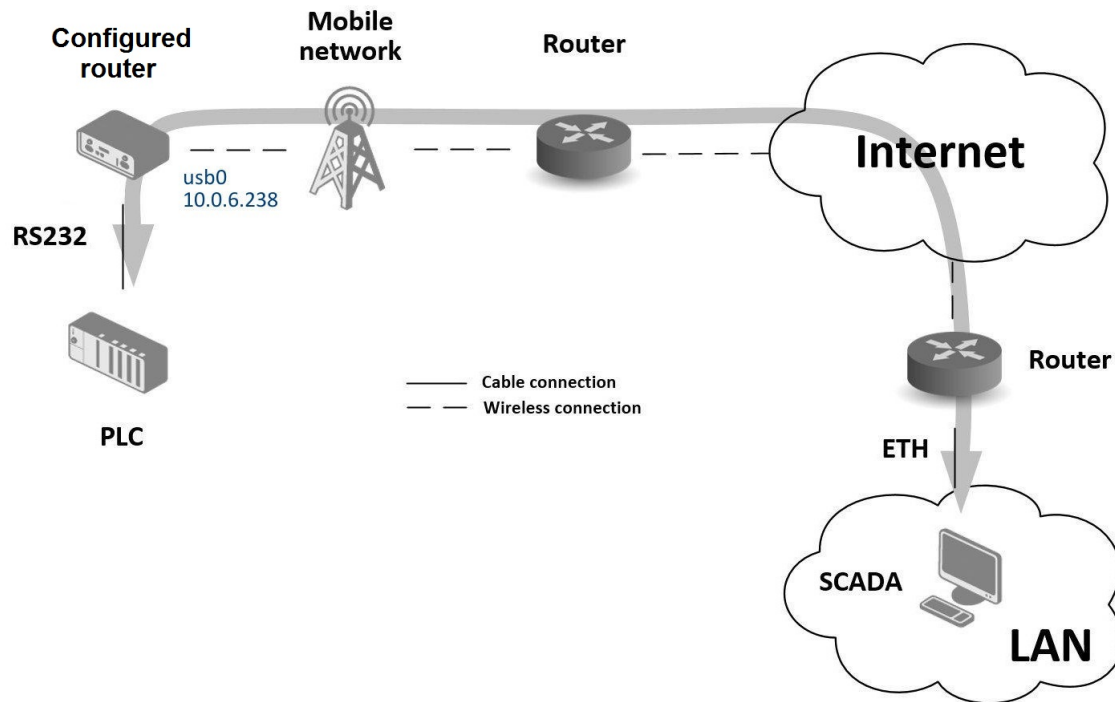 Configured
router
Mobile
network
Router
Internet
usb0
10.0.6.238
RS232
PLC
Cable connection
Wireless connection
Router
ETH
SCADA
LAN